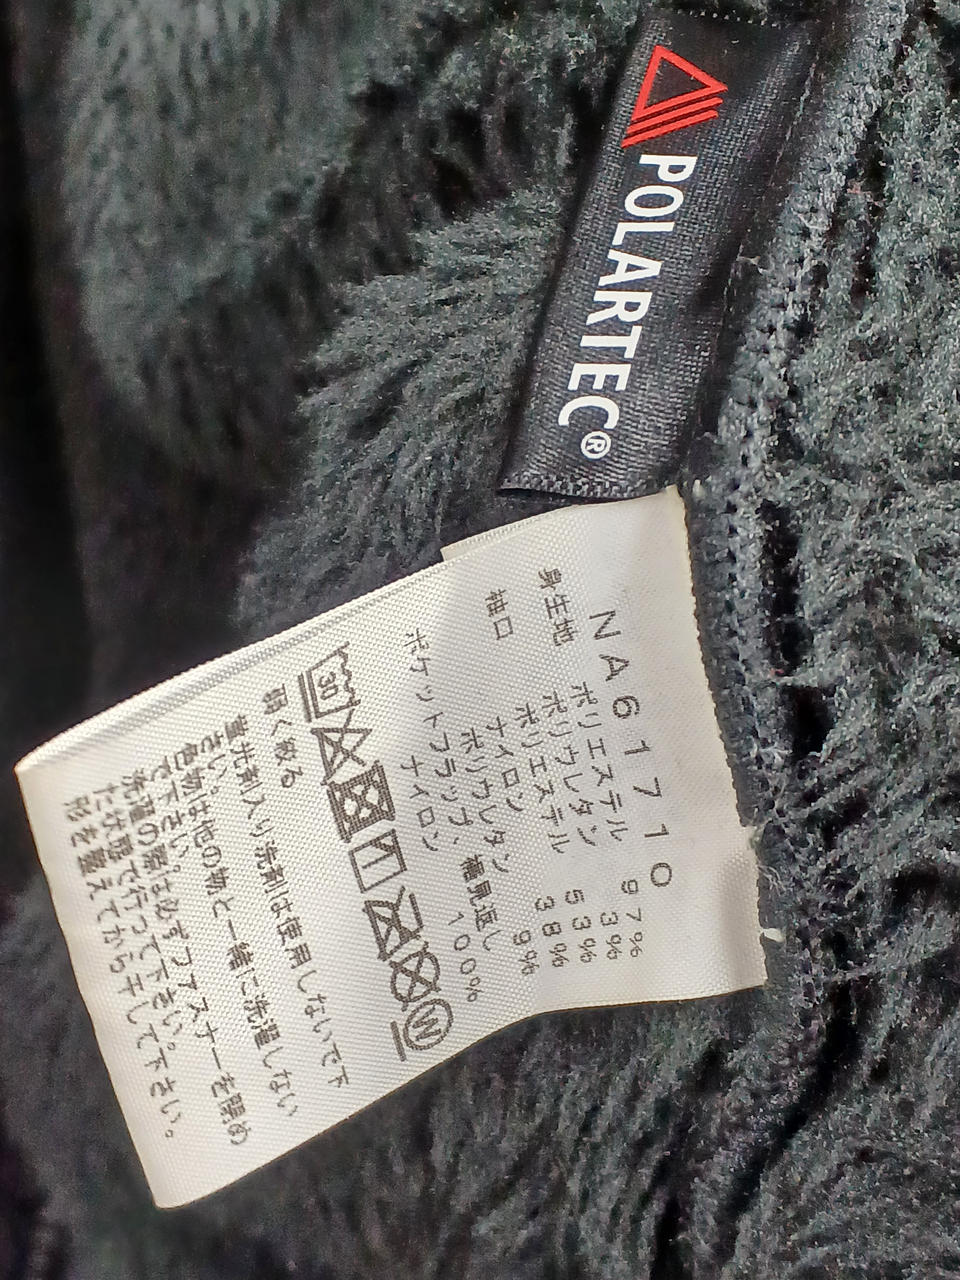 POLARTEC®
NA61710
身生地 ポリエステル 97%
ポリウレタン 3%
袖口 ポリエステル 53%
ナイロン 38%
ポリウレタン 9%
ポケットフラップ、裾見返し
ナイロン 100%
30
W
弱く絞る
蛍光剤入り洗剤は使用しないで下
さい。
色物は他の物と一緒に洗濯しない
で下さい。
洗濯の際は必ずファスナーを閉め
た状態で行って下さい。
形を整えてから干して下さい。